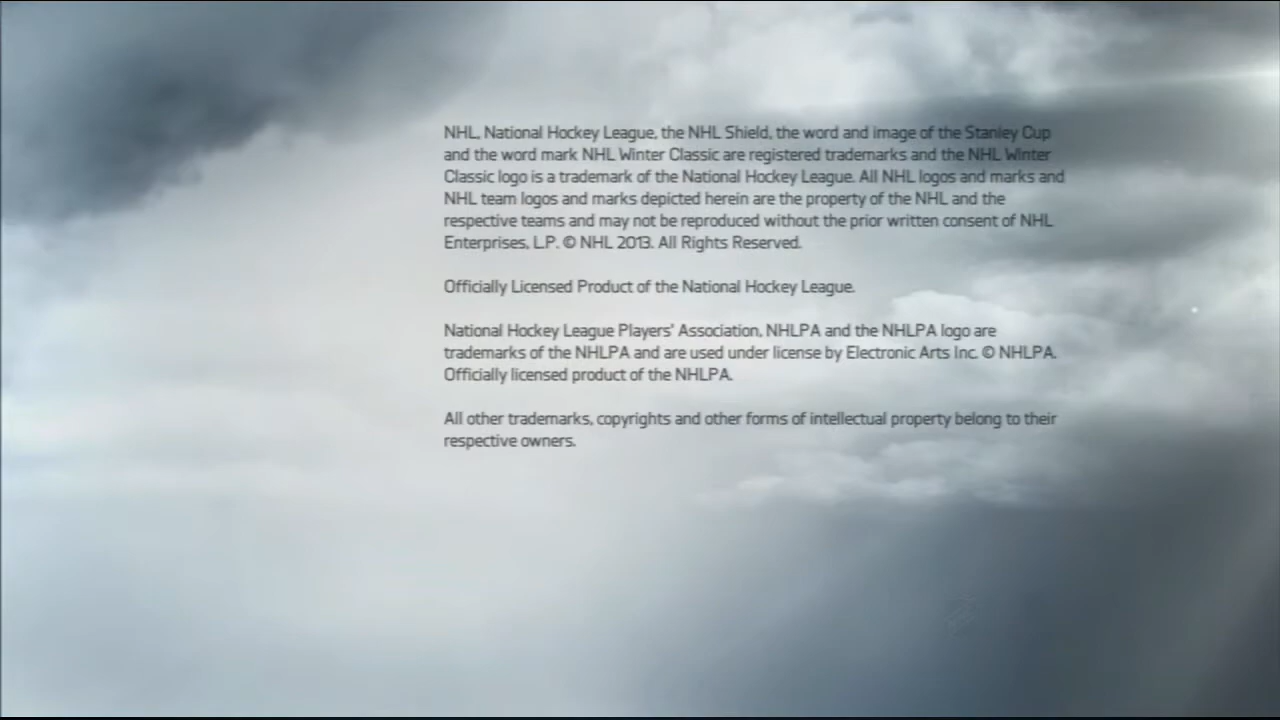 NHL, National Hockey League, the NHL Shield, the word and image of the Stanley Cup
and the word mark NHL Winter Classic are registered trademarks and the NHL Winter
Classic logo is a trademark of the National Hockey League. All NHL logos and marks and
NHL team logos and marks depicted herein are the property of the NHL and the
respective teams and may not be reproduced without the prior written consent of NHL
Enterprises, L.P. © NHL 2013. All Rights Reserved.
Officially Licensed Product of the National Hockey League.
National Hockey League Players' Association, NHLPA and the NHLPA logo are
trademarks of the NHLPA and are used under license by Electronic Arts Inc. © NHLPA.
Officially licensed product of the NHLPA.
All other trademarks, copyrights and other forms of intellectual property belong to their
respective owners.